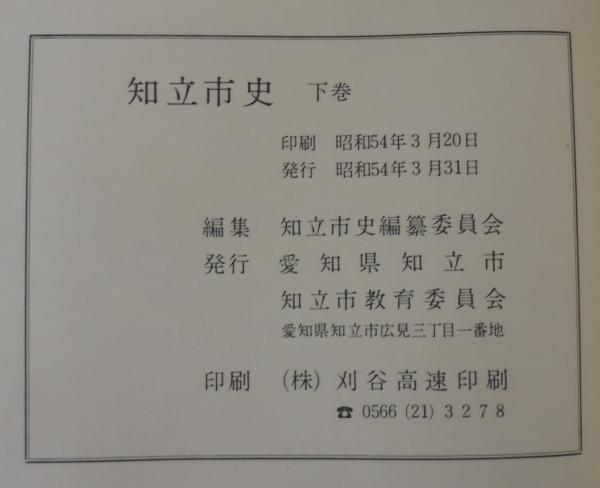 知立市史 下巻
印刷 昭和54年3月20日
発行 昭和54年3月31日
編集 知立市史編纂委員会
発行 愛知県知立市
知立市教育委員会
愛知県知立市広見三丁目一番地
印刷 (株) 刈谷高速印刷
☎ 0566 (21) 3278